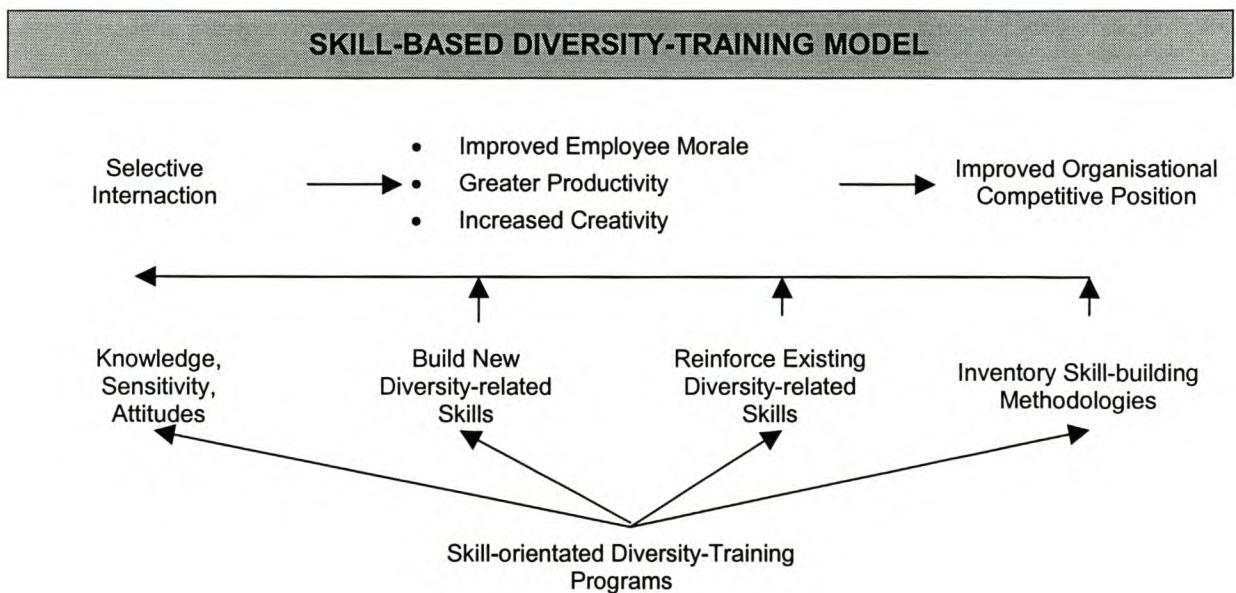 SKILL-BASED DIVERSITY-TRAINING MODEL
Selective
Internaction
• Improved Employee Morale
• Greater Productivity
• Increased Creativity
Improved Organisational
Competitive Position
Knowledge,
Sensitivity,
Attitudes
Build New
Diversity-related
Skills
Reinforce Existing
Diversity-related
Skills
Inventory Skill-building
Methodologies
Skill-orientated Diversity-Training
Programs